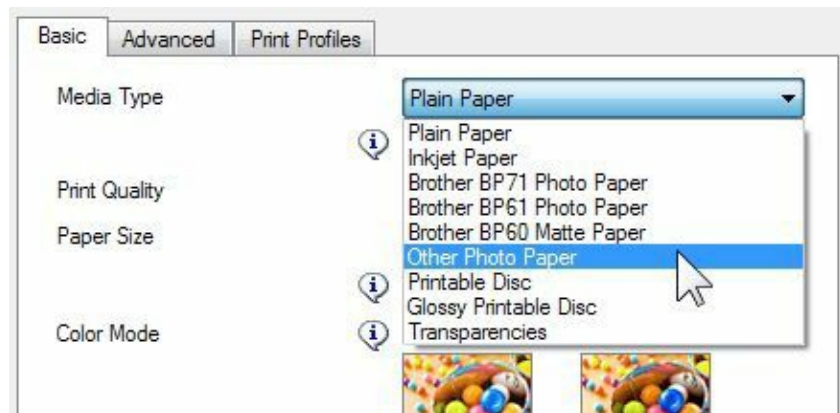 Basic Advanced Print Profiles
Media Type Plain Paper
Plain Paper
Inkjet Paper
Brother BP71 Photo Paper
Print Quality
Brother BP61 Photo Paper
Paper Size
Brother BP60 Matte Paper
Other Photo Paper
Printable Disc
Glossy Printable Disc
Color Mode
Transparencies